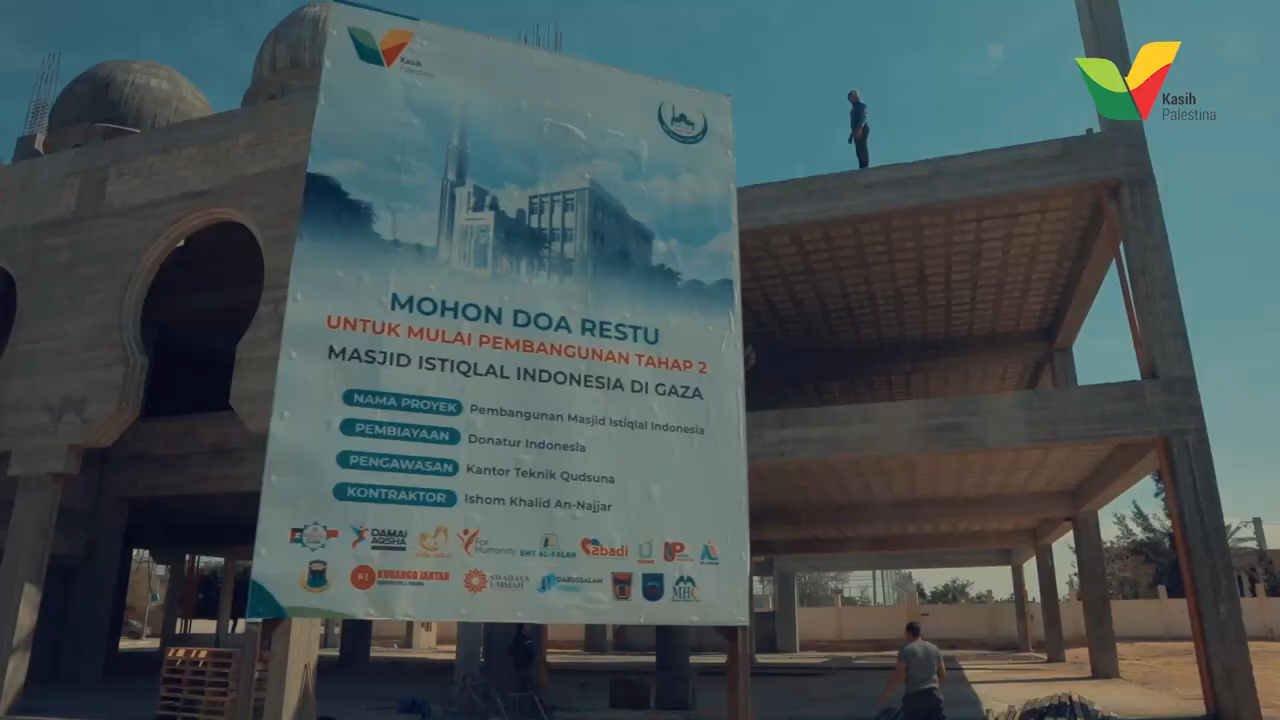 Kasih
Palestina
Kasih
Palestina
MOHON DOA RESTU
UNTUK MULAI PEMBANGUNAN TAHAP 2
MASJID ISTIQLAL INDONESIA DI GAZA
NAMA PROYEK Pembangunan Masjid Istiqlal Indonesia
PEMBIAYAAN Donatur Indonesia
PENGAWASAN Kantor Teknik Qudsuna
KONTRAKTOR Ishom Khalid An-Najjar
DAMAI AQSHA
For Humanity
BMT AL-FALAH
abadi
KURANGO JANTAN
SWADAYA UMMAH
DARUSSALAM
MHC